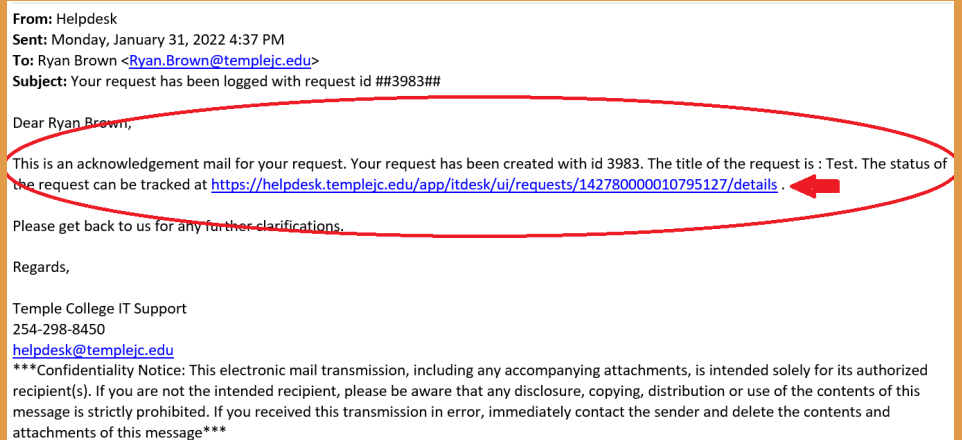 From: Helpdesk
Sent: Monday, January 31, 2022 4:37 PM
To: Ryan Brown <Ryan.Brown@templejc.edu>
Subject: Your request has been logged with request id ##3983##
Dear Ryan Brown,
This is an acknowledgement mail for your request. Your request has been created with id 3983. The title of the request is : Test. The status of
the request can be tracked at https://helpdesk.templejc.edu/app/itdesk/ui/requests/142780000010795127/details .
Please get back to us for any further clarifications.
Regards,
Temple College IT Support
254-298-8450
helpdesk@templejc.edu
***Confidentiality Notice: This electronic mail transmission, including any accompanying attachments, is intended solely for its authorized
recipient(s). If you are not the intended recipient, please be aware that any disclosure, copying, distribution or use of the contents of this
message is strictly prohibited. If you received this transmission in error, immediately contact the sender and delete the contents and
attachments of this message***